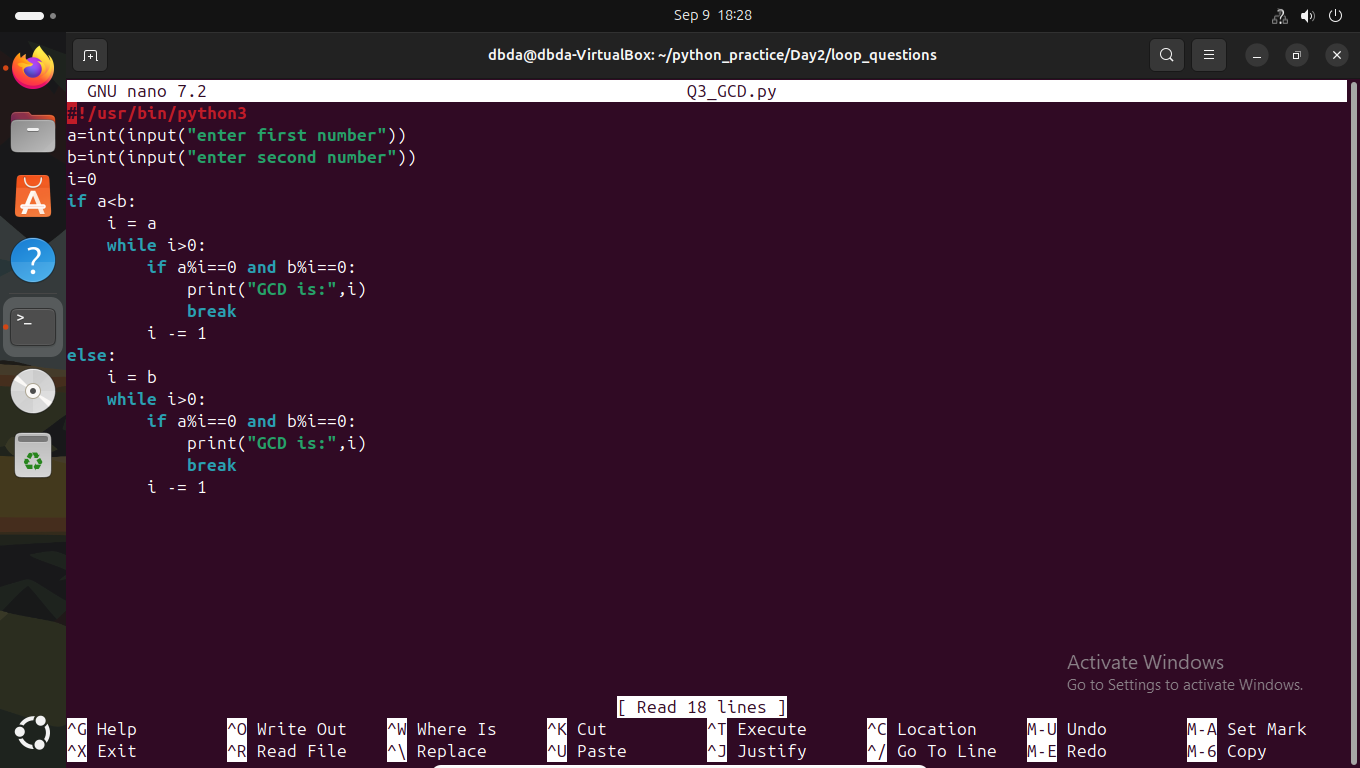 Sep 9 18:28
dbda@dbda-VirtualBox: ~/python_practice/Day2/loop_questions
GNU nano 7.2 Q3_GCD.py
#!/usr/bin/python3
a=int(input("enter first number"))
b=int(input("enter second number"))
i=0
if a<b:
    i = a
    while i>0:
        if a%i==0 and b%i==0:
            print("GCD is:",i)
            break
        i -= 1
else:
    i = b
    while i>0:
        if a%i==0 and b%i==0:
            print("GCD is:",i)
            break
        i -= 1
Activate Windows
Go to Settings to activate Windows.
[ Read 18 lines ]
^G Help ^O Write Out ^W Where Is ^K Cut ^T Execute ^C Location M-U Undo M-A Set Mark
^X Exit ^R Read File ^\ Replace ^U Paste ^J Justify ^/ Go To Line M-E Redo M-6 Copy